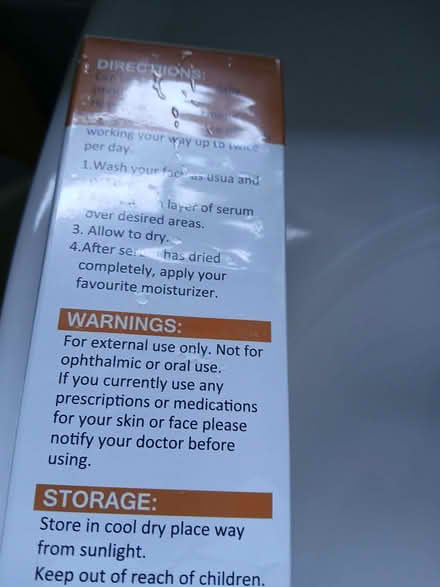 DIRECTIONS:
working your way up to twice
per day.
1.Wash your face as usua and
layer of serum
over desired areas.
3. Allow to dry.
4.After has dried
completely, apply your
favourite moisturizer.
WARNINGS:
For external use only. Not for
ophthalmic or oral use.
If you currently use any
prescriptions or medications
for your skin or face please
notify your doctor before
using.
STORAGE:
Store in cool dry place way
from sunlight.
Keep out of reach of children.